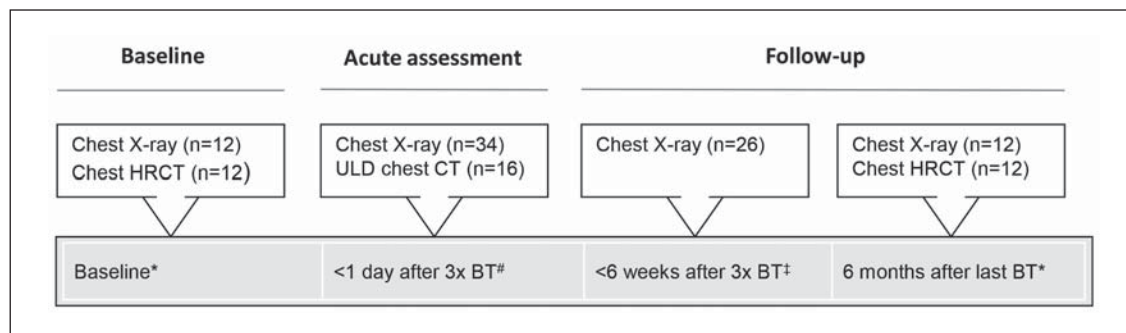 Baseline
Acute assessment
Follow-up
Chest X-ray (n=12)
Chest HRCT (n=12)
Chest X-ray (n=34)
ULD chest CT (n=16)
Chest X-ray (n=26)
Chest X-ray (n=12)
Chest HRCT (n=12)
Baseline*
<1 day after 3x BT#
<6 weeks after 3x BT‡
6 months after last BT*